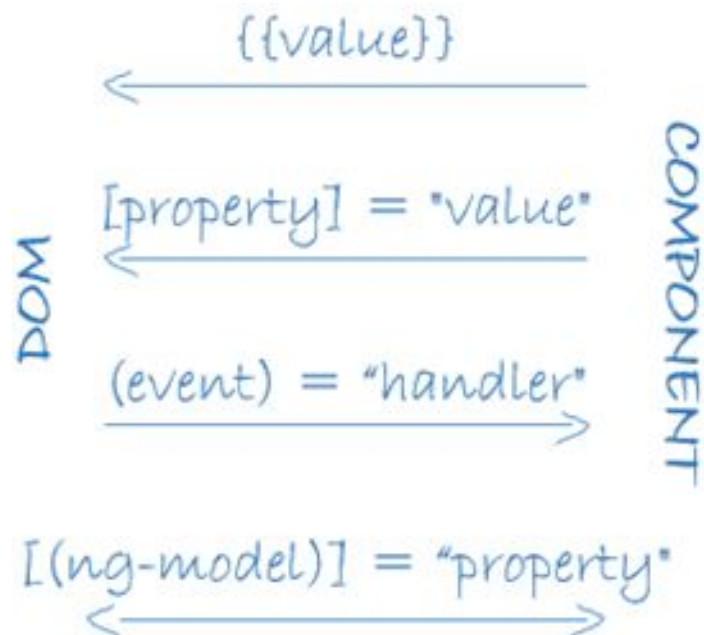 {{value}}
[property] = "value"
DOM
COMPONENT
(event) = "handler"
[(ng-model)] = "property"